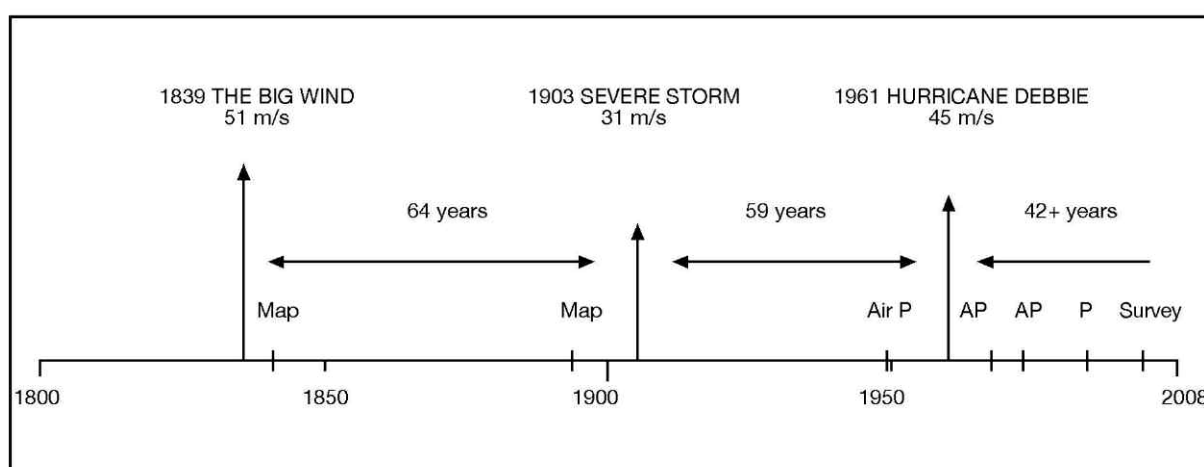 1839 THE BIG WIND
51 m/s
1903 SEVERE STORM
31 m/s
1961 HURRICANE DEBBIE
45 m/s
64 years
59 years
42+ years
Map
Map
Air P
AP
AP
P
Survey
1800
1850
1900
1950
2008